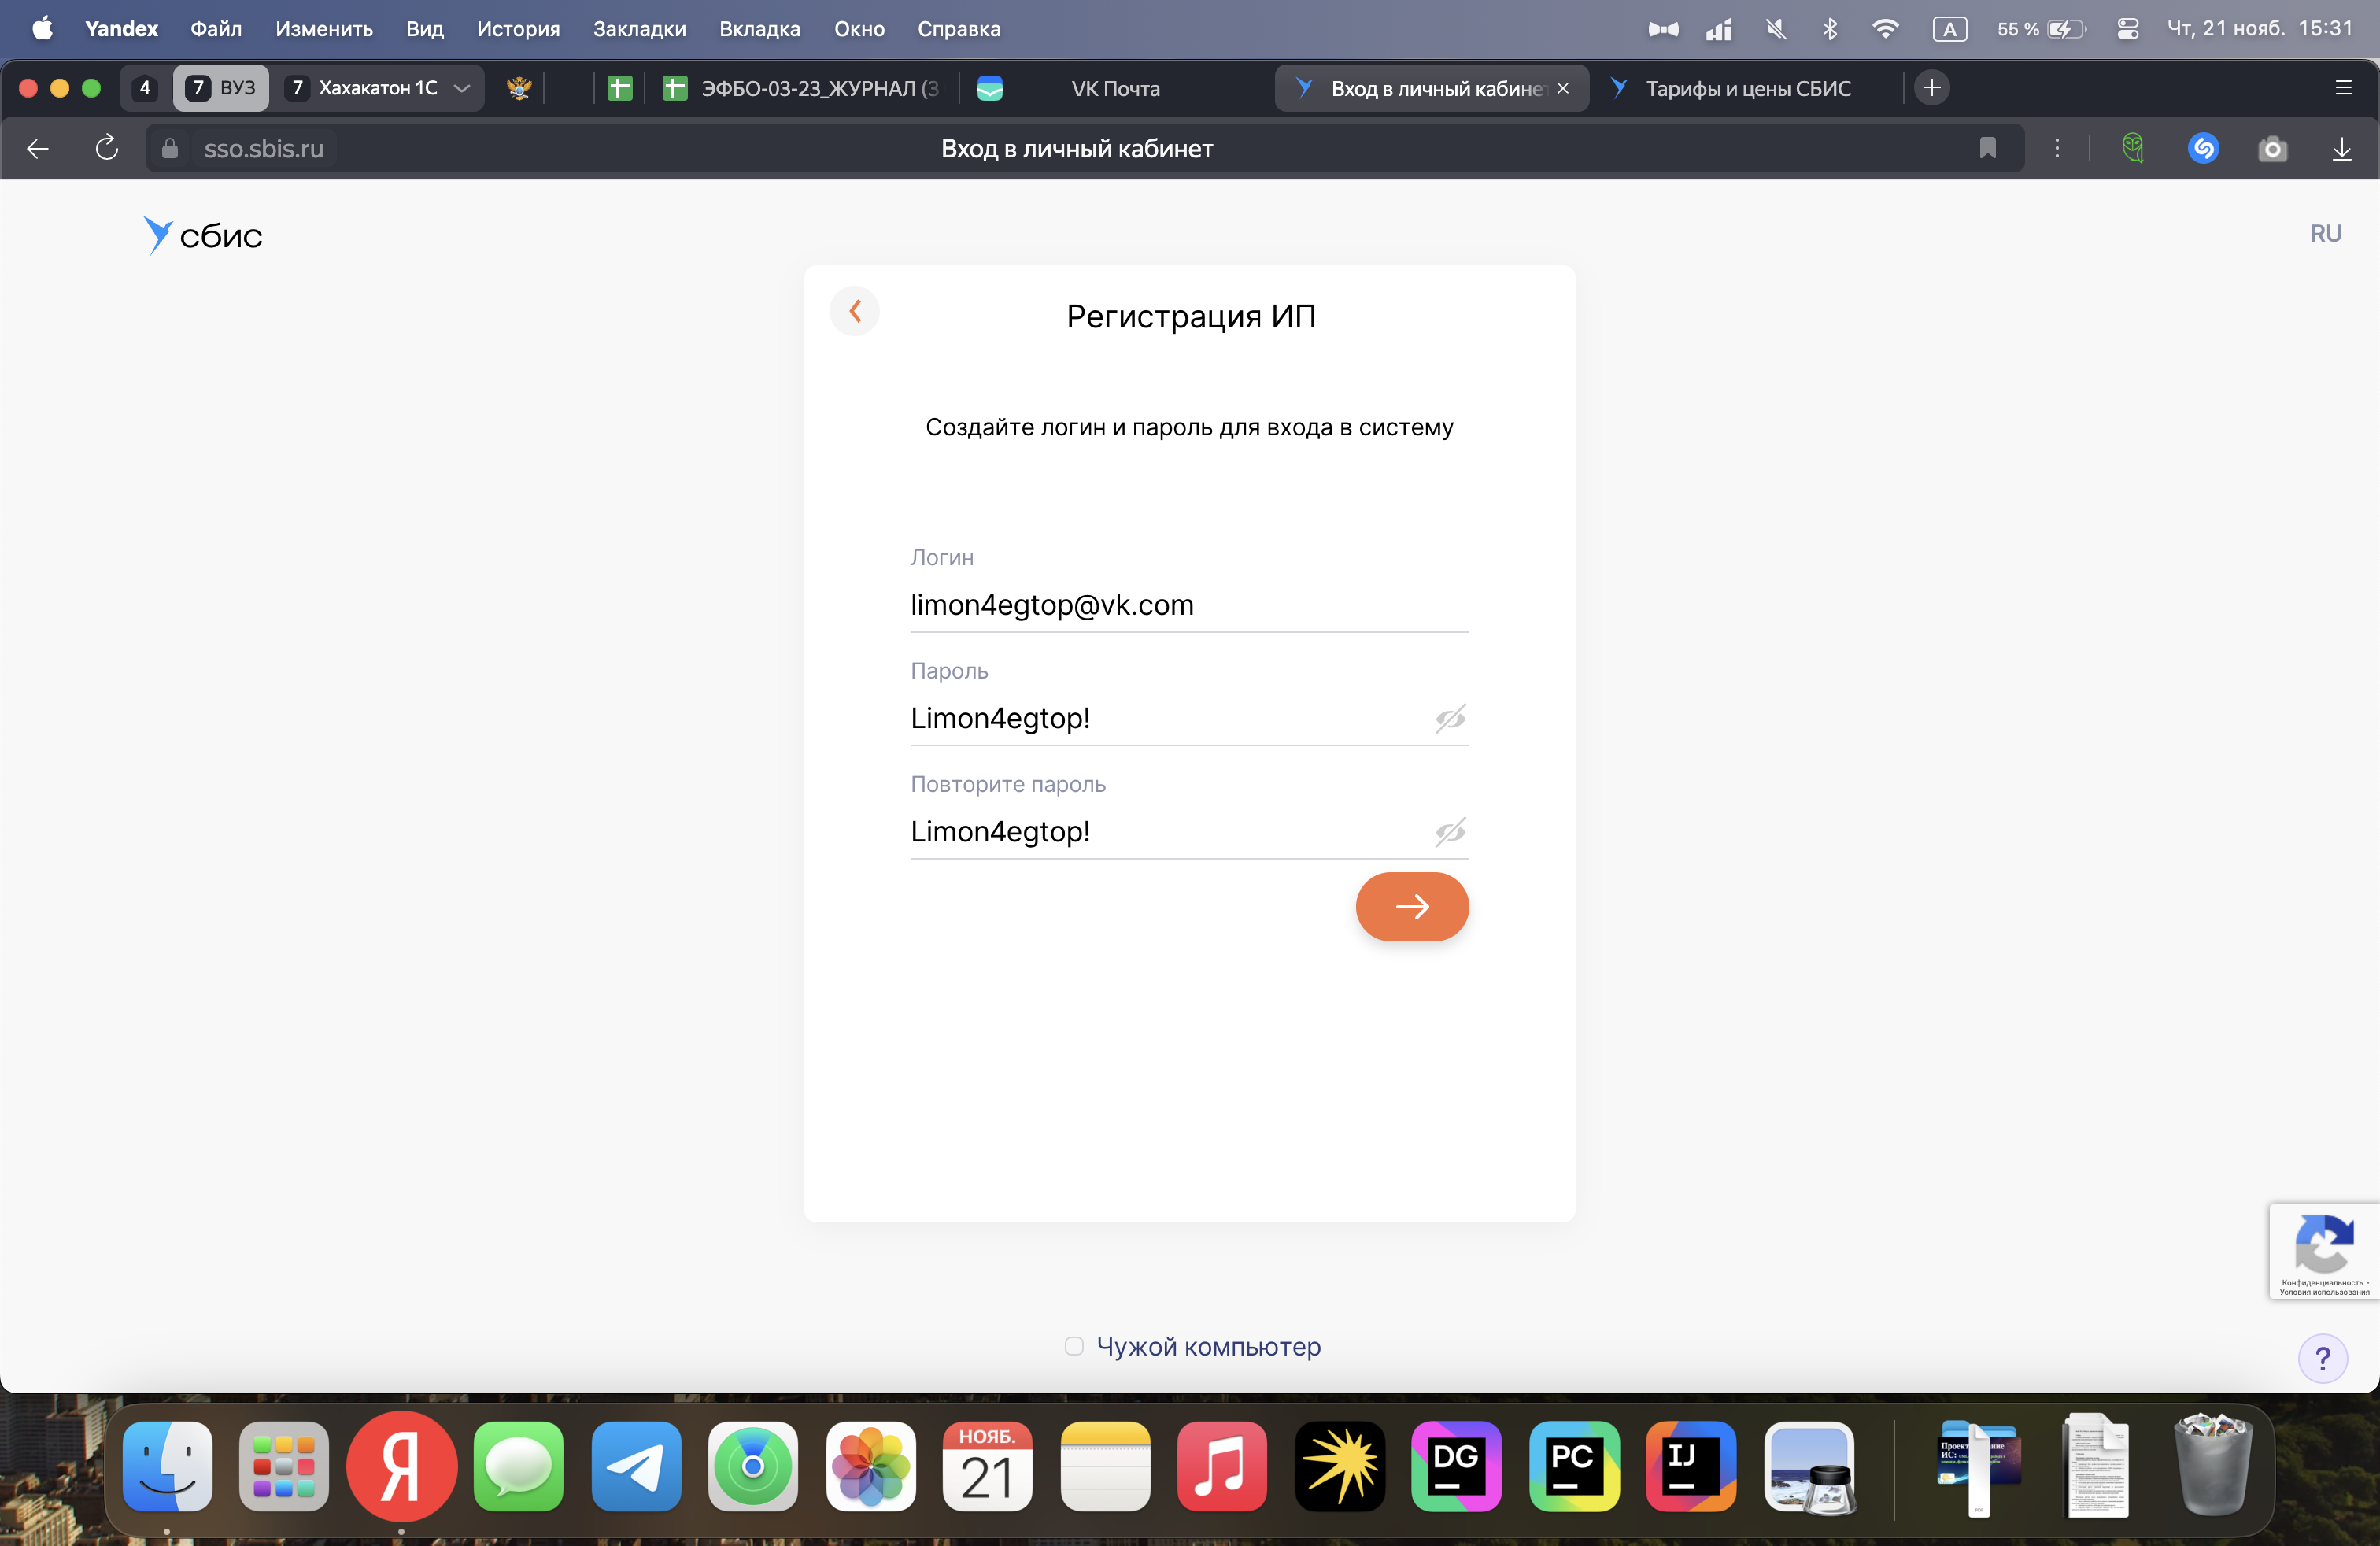 Yandex Файл Изменить Вид История Закладки Вкладка Окно Справка A 55 % Чт, 21 нояб. 15:31
4 7 ВУЗ 7 Хахакатон 1С ЭФБО-03-23_ЖУРНАЛ (З VK Почта Вход в личный кабинет Тарифы и цены СБИС
sso.sbis.ru Вход в личный кабинет
сбис RU
Регистрация ИП
Создайте логин и пароль для входа в систему
Логин
limon4egtop@vk.com
Пароль
Limon4egtop!
Повторите пароль
Limon4egtop!
Конфиденциальность -
Условия использования
Чужой компьютер
?
Я
НОЯБ.
21
DG
PC
IJ
PDF